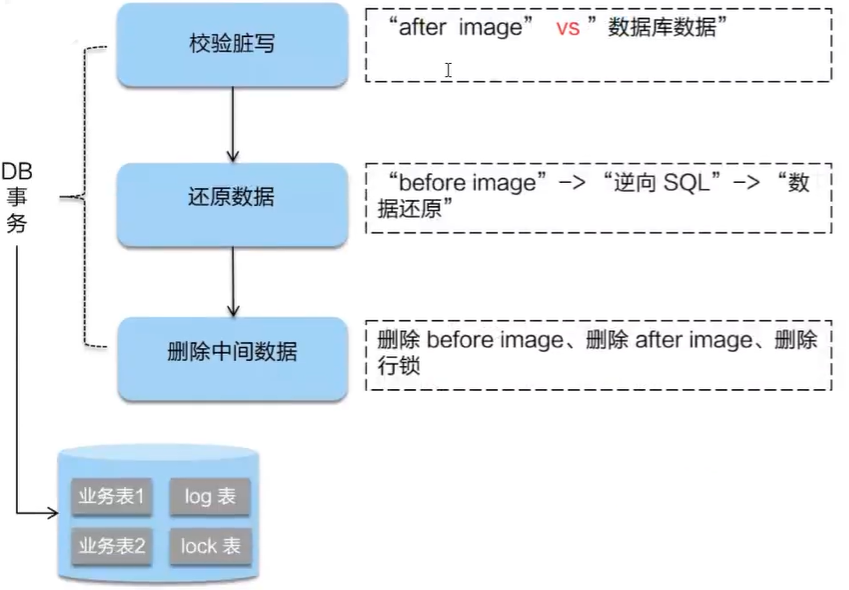 校验脏写
“after image” vs ”数据库数据”
DB
事
务
还原数据
“before image”-> “逆向 SQL”-> “数
据还原”
删除中间数据
删除 before image、删除 after image、删除
行锁
业务表1
log 表
业务表2
lock 表